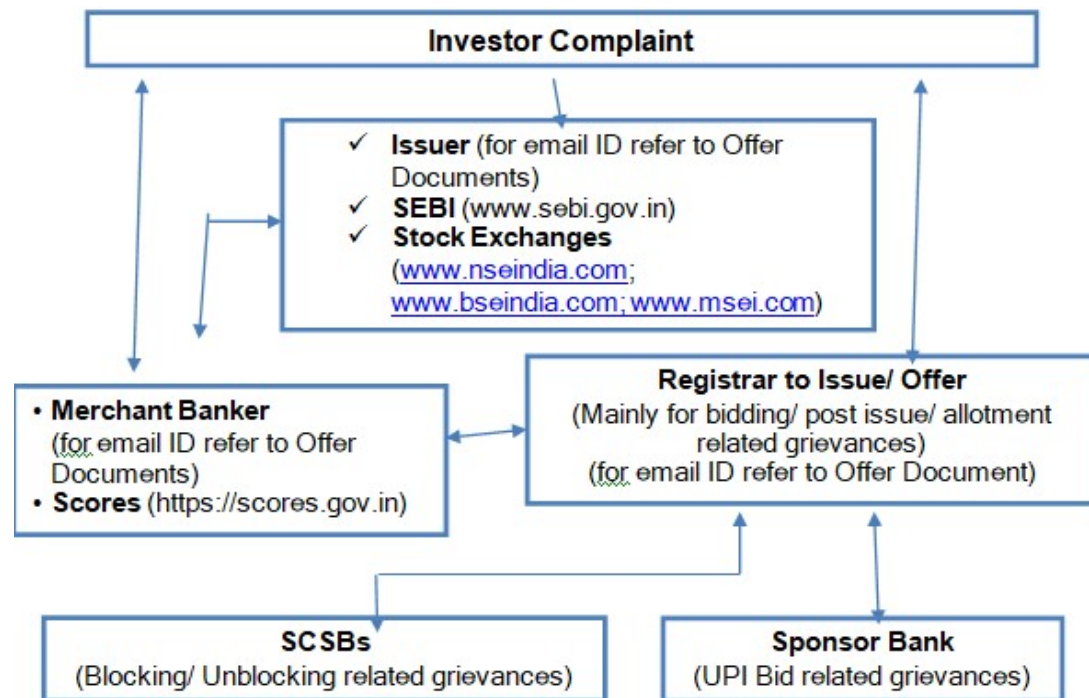 Investor Complaint
✓ Issuer (for email ID refer to Offer
Documents)
✓ SEBI (www.sebi.gov.in)
✓ Stock Exchanges
(www.nseindia.com;
www.bseindia.com; www.msei.com)
• Merchant Banker
(for email ID refer to Offer
Documents)
• Scores (https://scores.gov.in)
Registrar to Issue/ Offer
(Mainly for bidding/ post issue/ allotment
related grievances)
(for email ID refer to Offer Document)
SCSBs
(Blocking/ Unblocking related grievances)
Sponsor Bank
(UPI Bid related grievances)